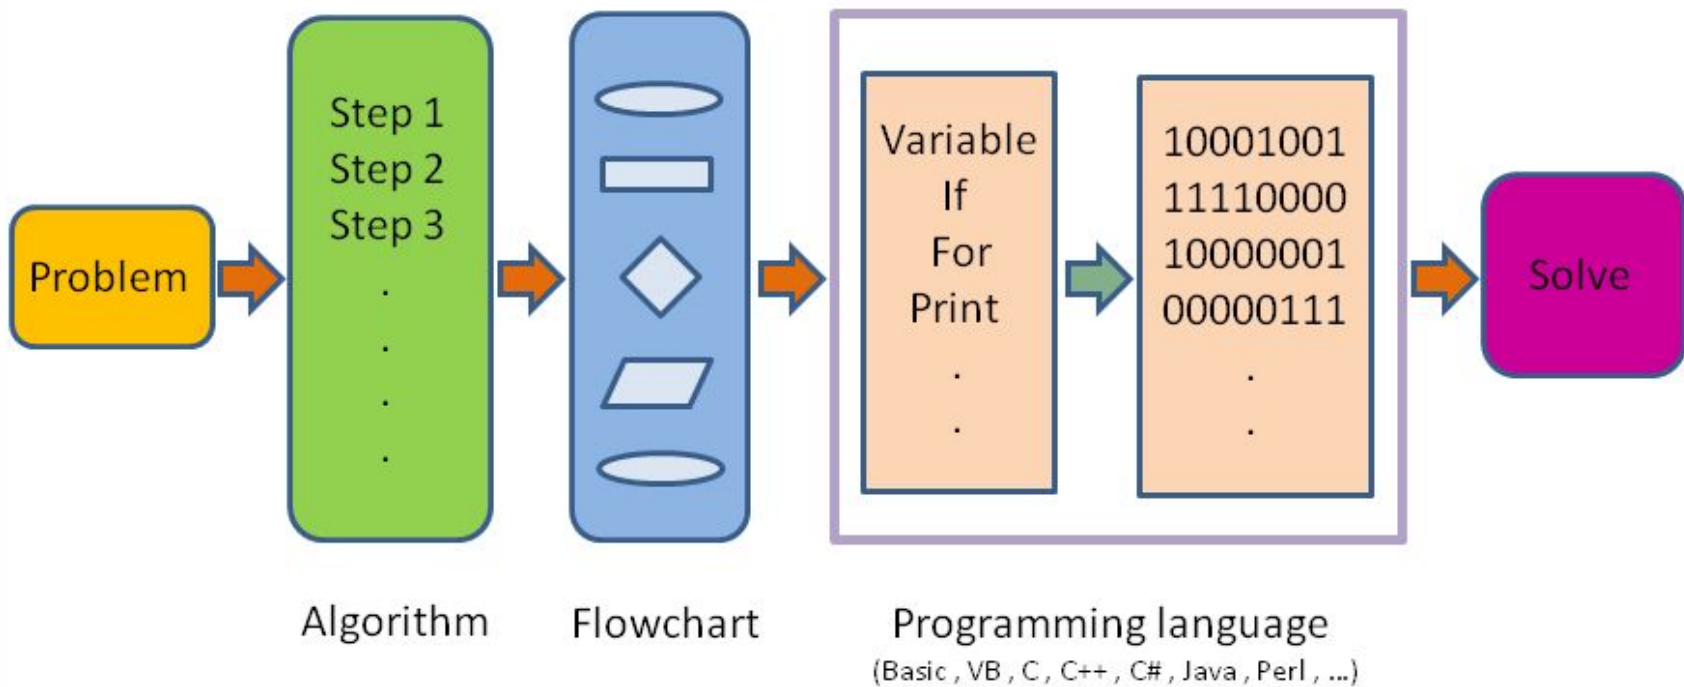 Problem
Step 1
Step 2
Step 3
.
.
.
.
Variable
If
For
Print
.
.
10001001
11110000
10000001
00000111
.
.
Solve
Algorithm
Flowchart
Programming language
(Basic , VB , C , C++ , C# , Java , Perl , ...)